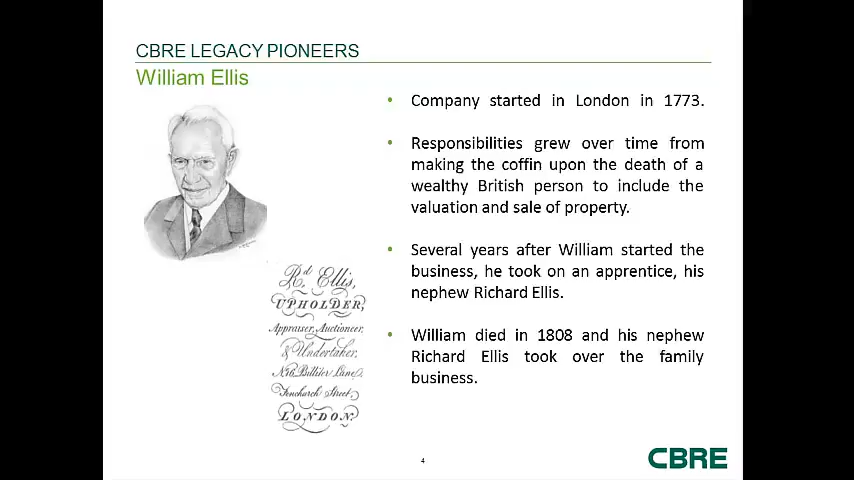 CBRE LEGACY PIONEERS
William Ellis
• Company started in London in 1773.
• Responsibilities grew over time from
making the coffin upon the death of a
wealthy British person to include the
valuation and sale of property.
• Several years after William started the
business, he took on an apprentice, his
nephew Richard Ellis.
• William died in 1808 and his nephew
Richard Ellis took over the family
business.
Rd Ellis,
UPHOLDER,
Appraiser, Auctioneer,
& Undertaker,
No 16 Billiter Lane,
Fenchurch Street,
LONDON.
4
CBRE